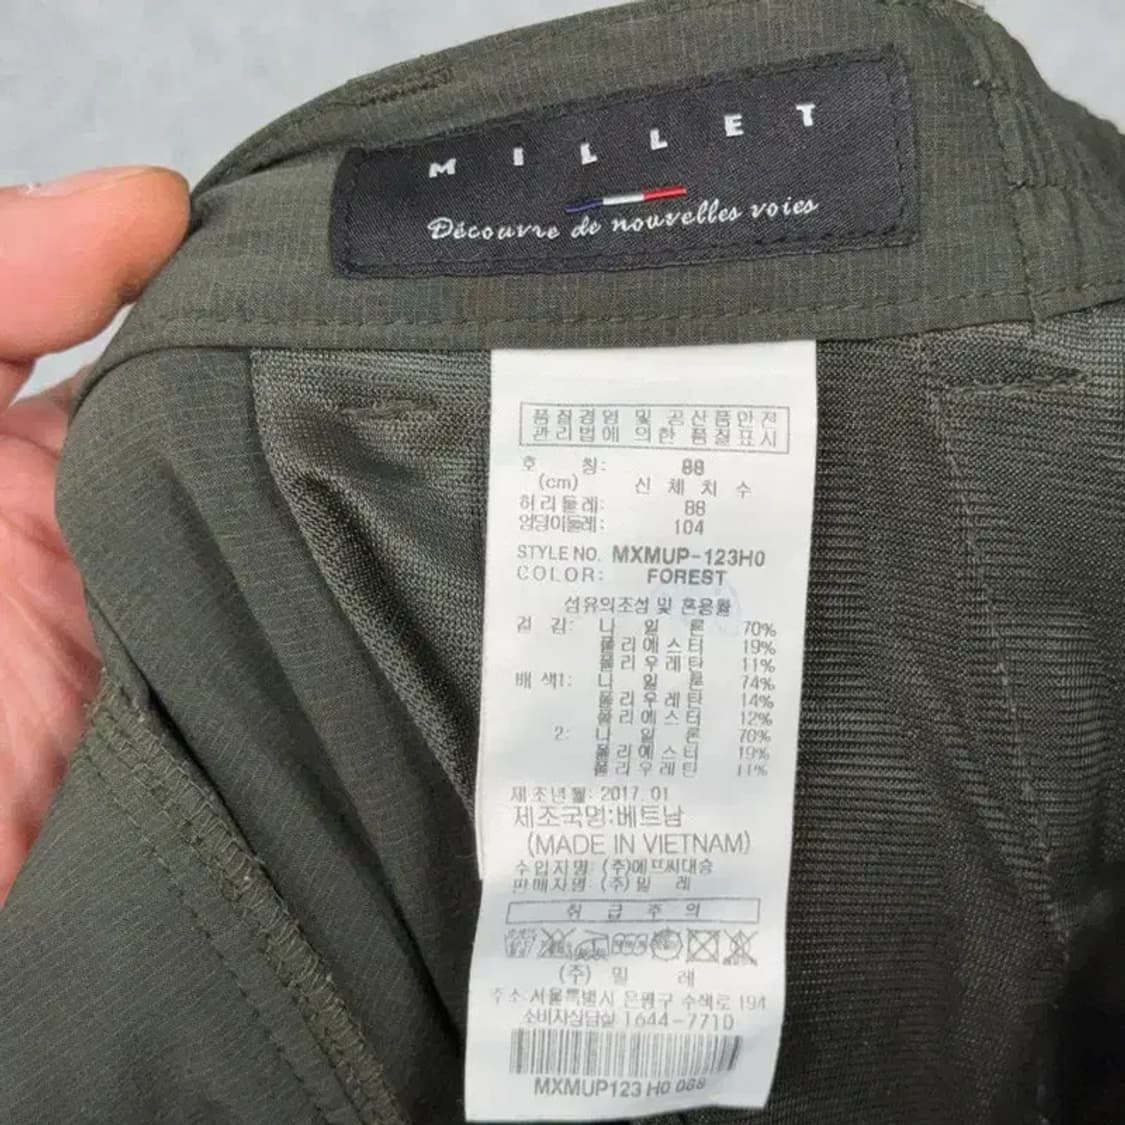 MILLET
Découvre de nouvelles voies
품질경영 및 공산품안전
관리법에 의한 품질표시
호 칭: 88
(cm) 신 체 치 수
허리둘레: 88
엉덩이둘레: 104
STYLE NO. MXMUP-123H0
COLOR: FOREST
섬유의조성 및 혼용률
겉 감: 나 일 론 70%
폴리에스터 19%
폴리우레탄 11%
배색1: 나 일 론 74%
폴리우레탄 14%
폴리에스터 12%
2: 나 일 론 70%
폴리에스터 19%
폴리우레탄 11%
제조년월: 2017. 01
제조국명:베트남
(MADE IN VIETNAM)
수입자명: (주)에프씨대승
판매자명: (주)밀 레
취 급 주 의
(주) 밀 레
주소:서울특별시 은평구 수색로 194
소비자상담실 1644-7710
MXMUP123 H0 088